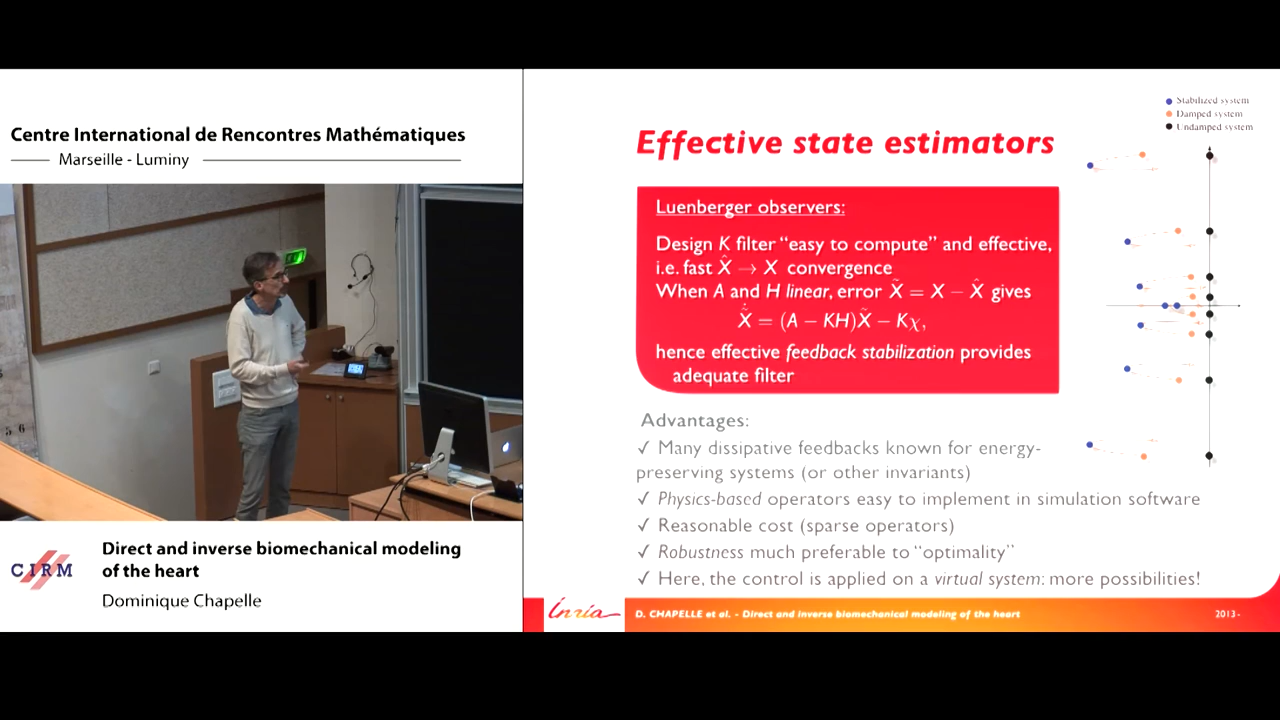 Centre International de Rencontres Mathématiques
Marseille - Luminy
CIRM
Direct and inverse biomechanical modeling
of the heart
Dominique Chapelle
Stabilized system
Damped system
Undamped system
Effective state estimators
Luenberger observers:
Design K filter “easy to compute” and effective,
i.e. fast X̂ → X convergence
When A and H linear, error X̃ = X − X̂ gives
Ẋ̃ = (A − KH)X̃ − Kχ,
hence effective feedback stabilization provides
adequate filter
Advantages:
✓ Many dissipative feedbacks known for energy-
preserving systems (or other invariants)
✓ Physics-based operators easy to implement in simulation software
✓ Reasonable cost (sparse operators)
✓ Robustness much preferable to “optimality”
✓ Here, the control is applied on a virtual system: more possibilities!
Inria
D. CHAPELLE et al. - Direct and inverse biomechanical modeling of the heart
2013-